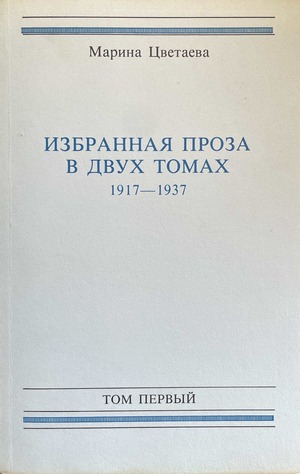 Марина Цветаева
ИЗБРАННАЯ ПРОЗА
В ДВУХ ТОМАХ
1917—1937
ТОМ ПЕРВЫЙ